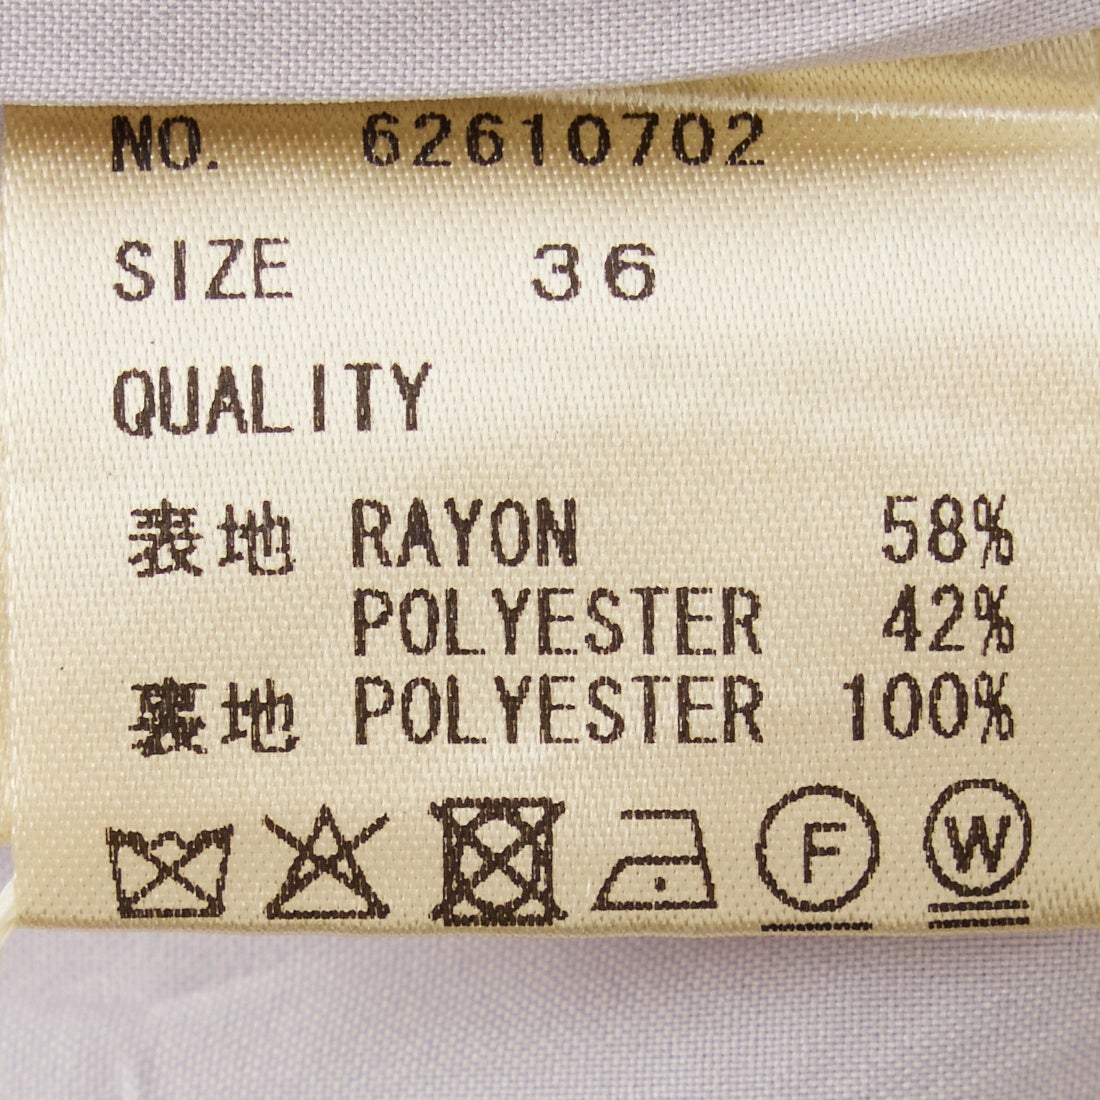 NO. 62610702
SIZE 36
QUALITY
表地 RAYON 58%
POLYESTER 42%
裏地 POLYESTER 100%
F W